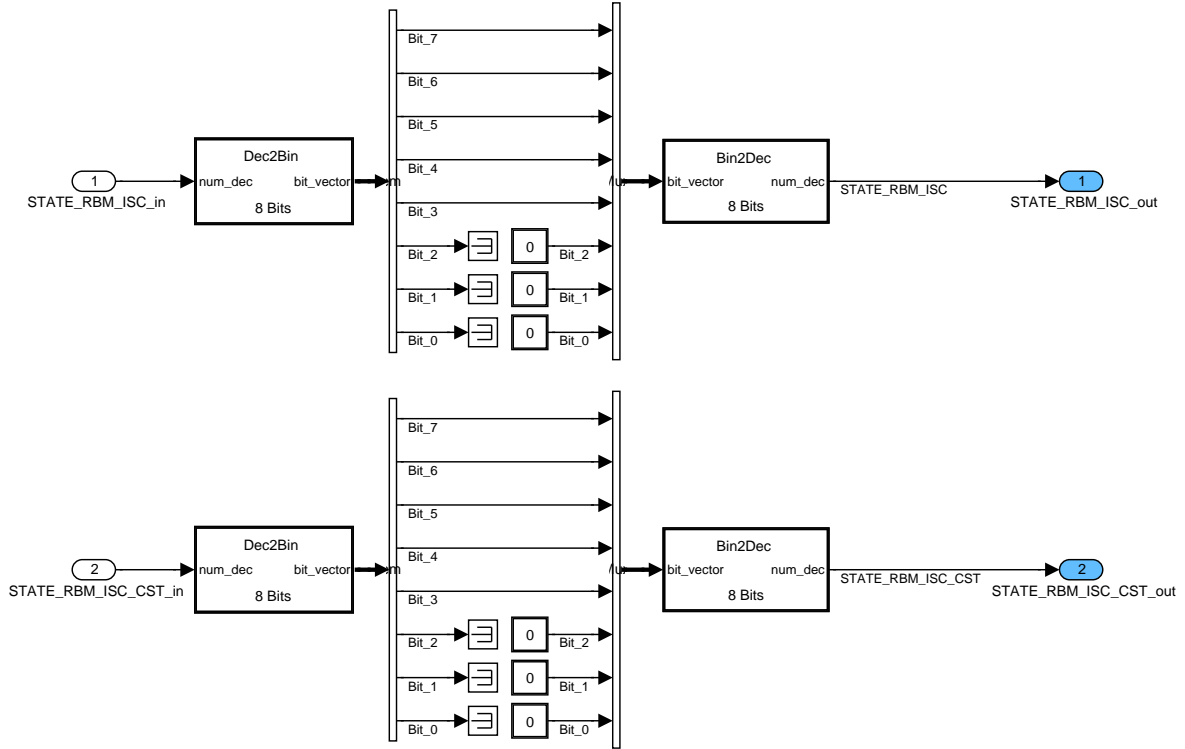 Bit_7
Bit_6
Bit_5
Dec2Bin
Bin2Dec
Bit_4
1
num_dec
bit_vector
bit_vector
num_dec
STATE_RBM_ISC
1
STATE_RBM_ISC_in
8 Bits
Bit_3
8 Bits
STATE_RBM_ISC_out
Bit_2
0
Bit_2
Bit_1
0
Bit_1
Bit_0
0
Bit_0
Bit_7
Bit_6
Bit_5
Dec2Bin
Bin2Dec
Bit_4
2
num_dec
bit_vector
bit_vector
num_dec
STATE_RBM_ISC_CST
2
STATE_RBM_ISC_CST_in
8 Bits
Bit_3
8 Bits
STATE_RBM_ISC_CST_out
Bit_2
0
Bit_2
Bit_1
0
Bit_1
Bit_0
0
Bit_0